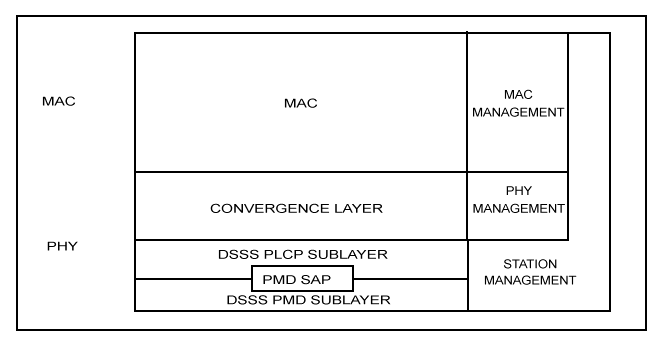 MAC
MAC
MAC
MANAGEMENT
CONVERGENCE LAYER
PHY
MANAGEMENT
PHY
DSSS PLCP SUBLAYER
PMD SAP
DSSS PMD SUBLAYER
STATION
MANAGEMENT